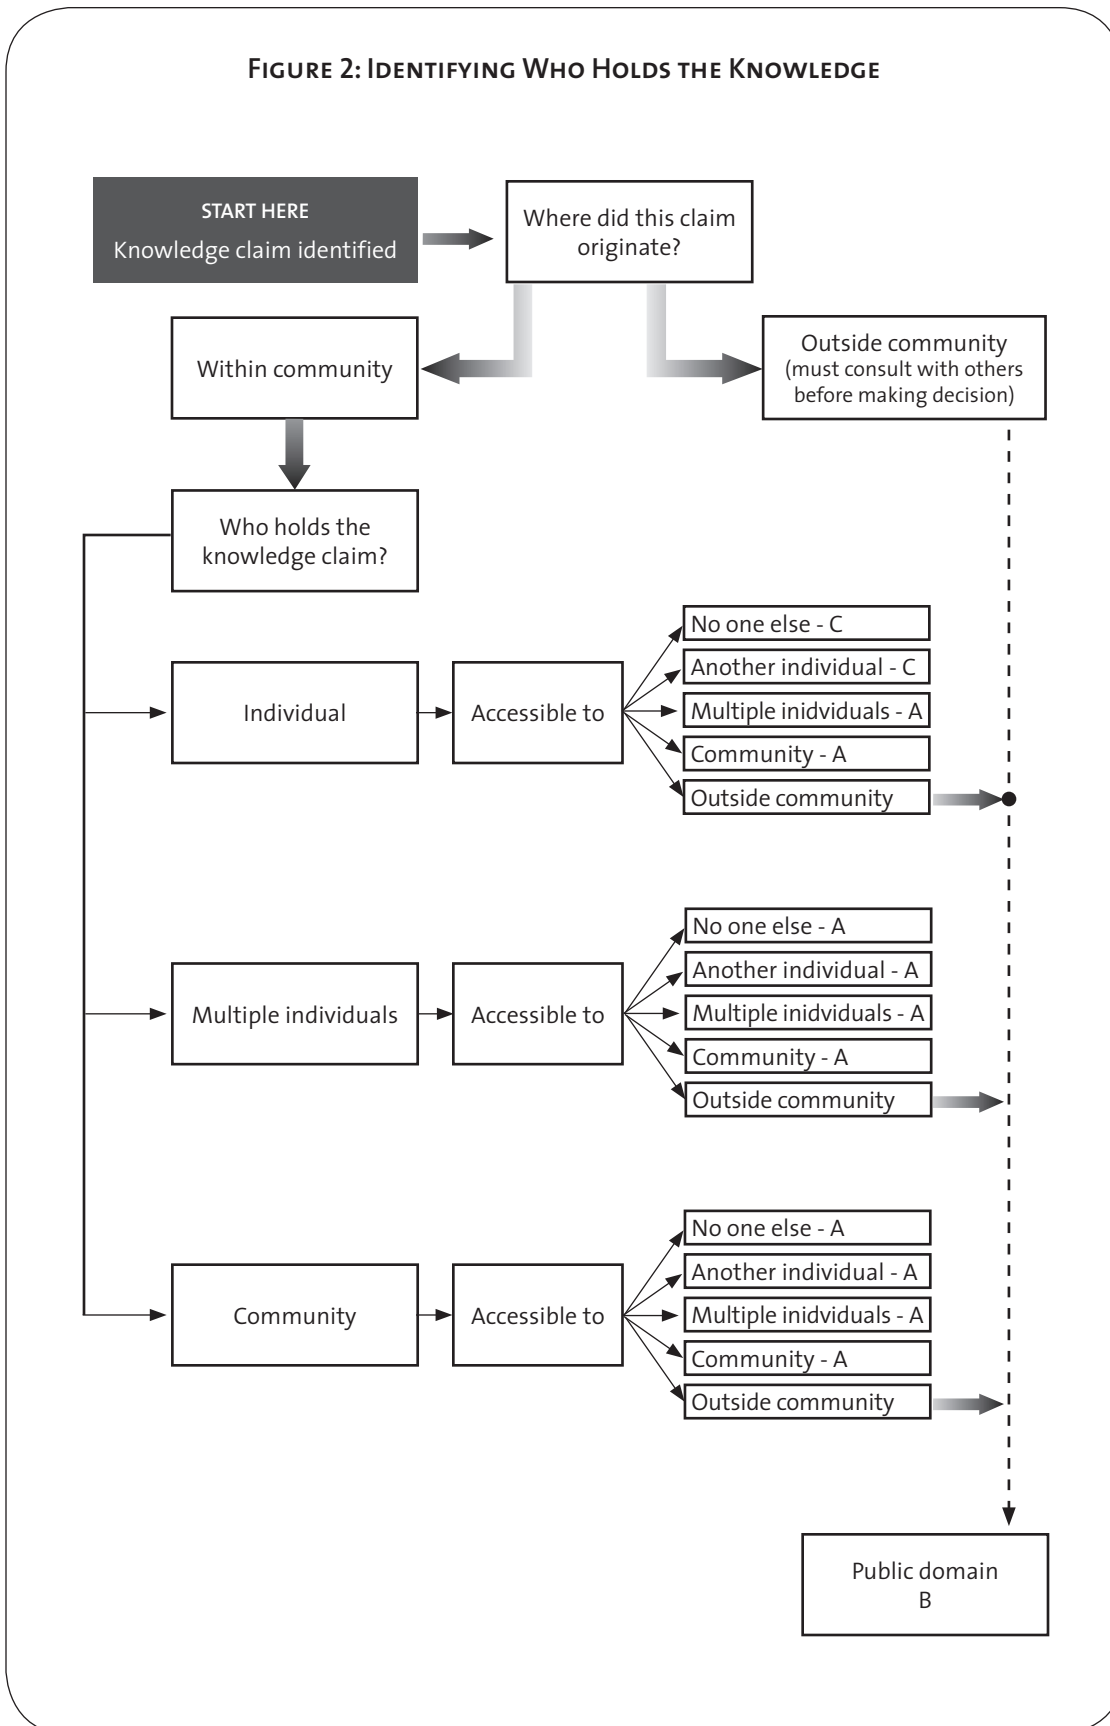 FIGURE 2: IDENTIFYING WHO HOLDS THE KNOWLEDGE
START HERE
Knowledge claim identified
Where did this claim
originate?
Within community
Outside community
(must consult with others
before making decision)
Who holds the
knowledge claim?
Individual
Accessible to
No one else - C
Another individual - C
Multiple inidviduals - A
Community - A
Outside community
Multiple individuals
Accessible to
No one else - A
Another individual - A
Multiple inidviduals - A
Community - A
Outside community
Community
Accessible to
No one else - A
Another individual - A
Multiple inidviduals - A
Community - A
Outside community
Public domain
B